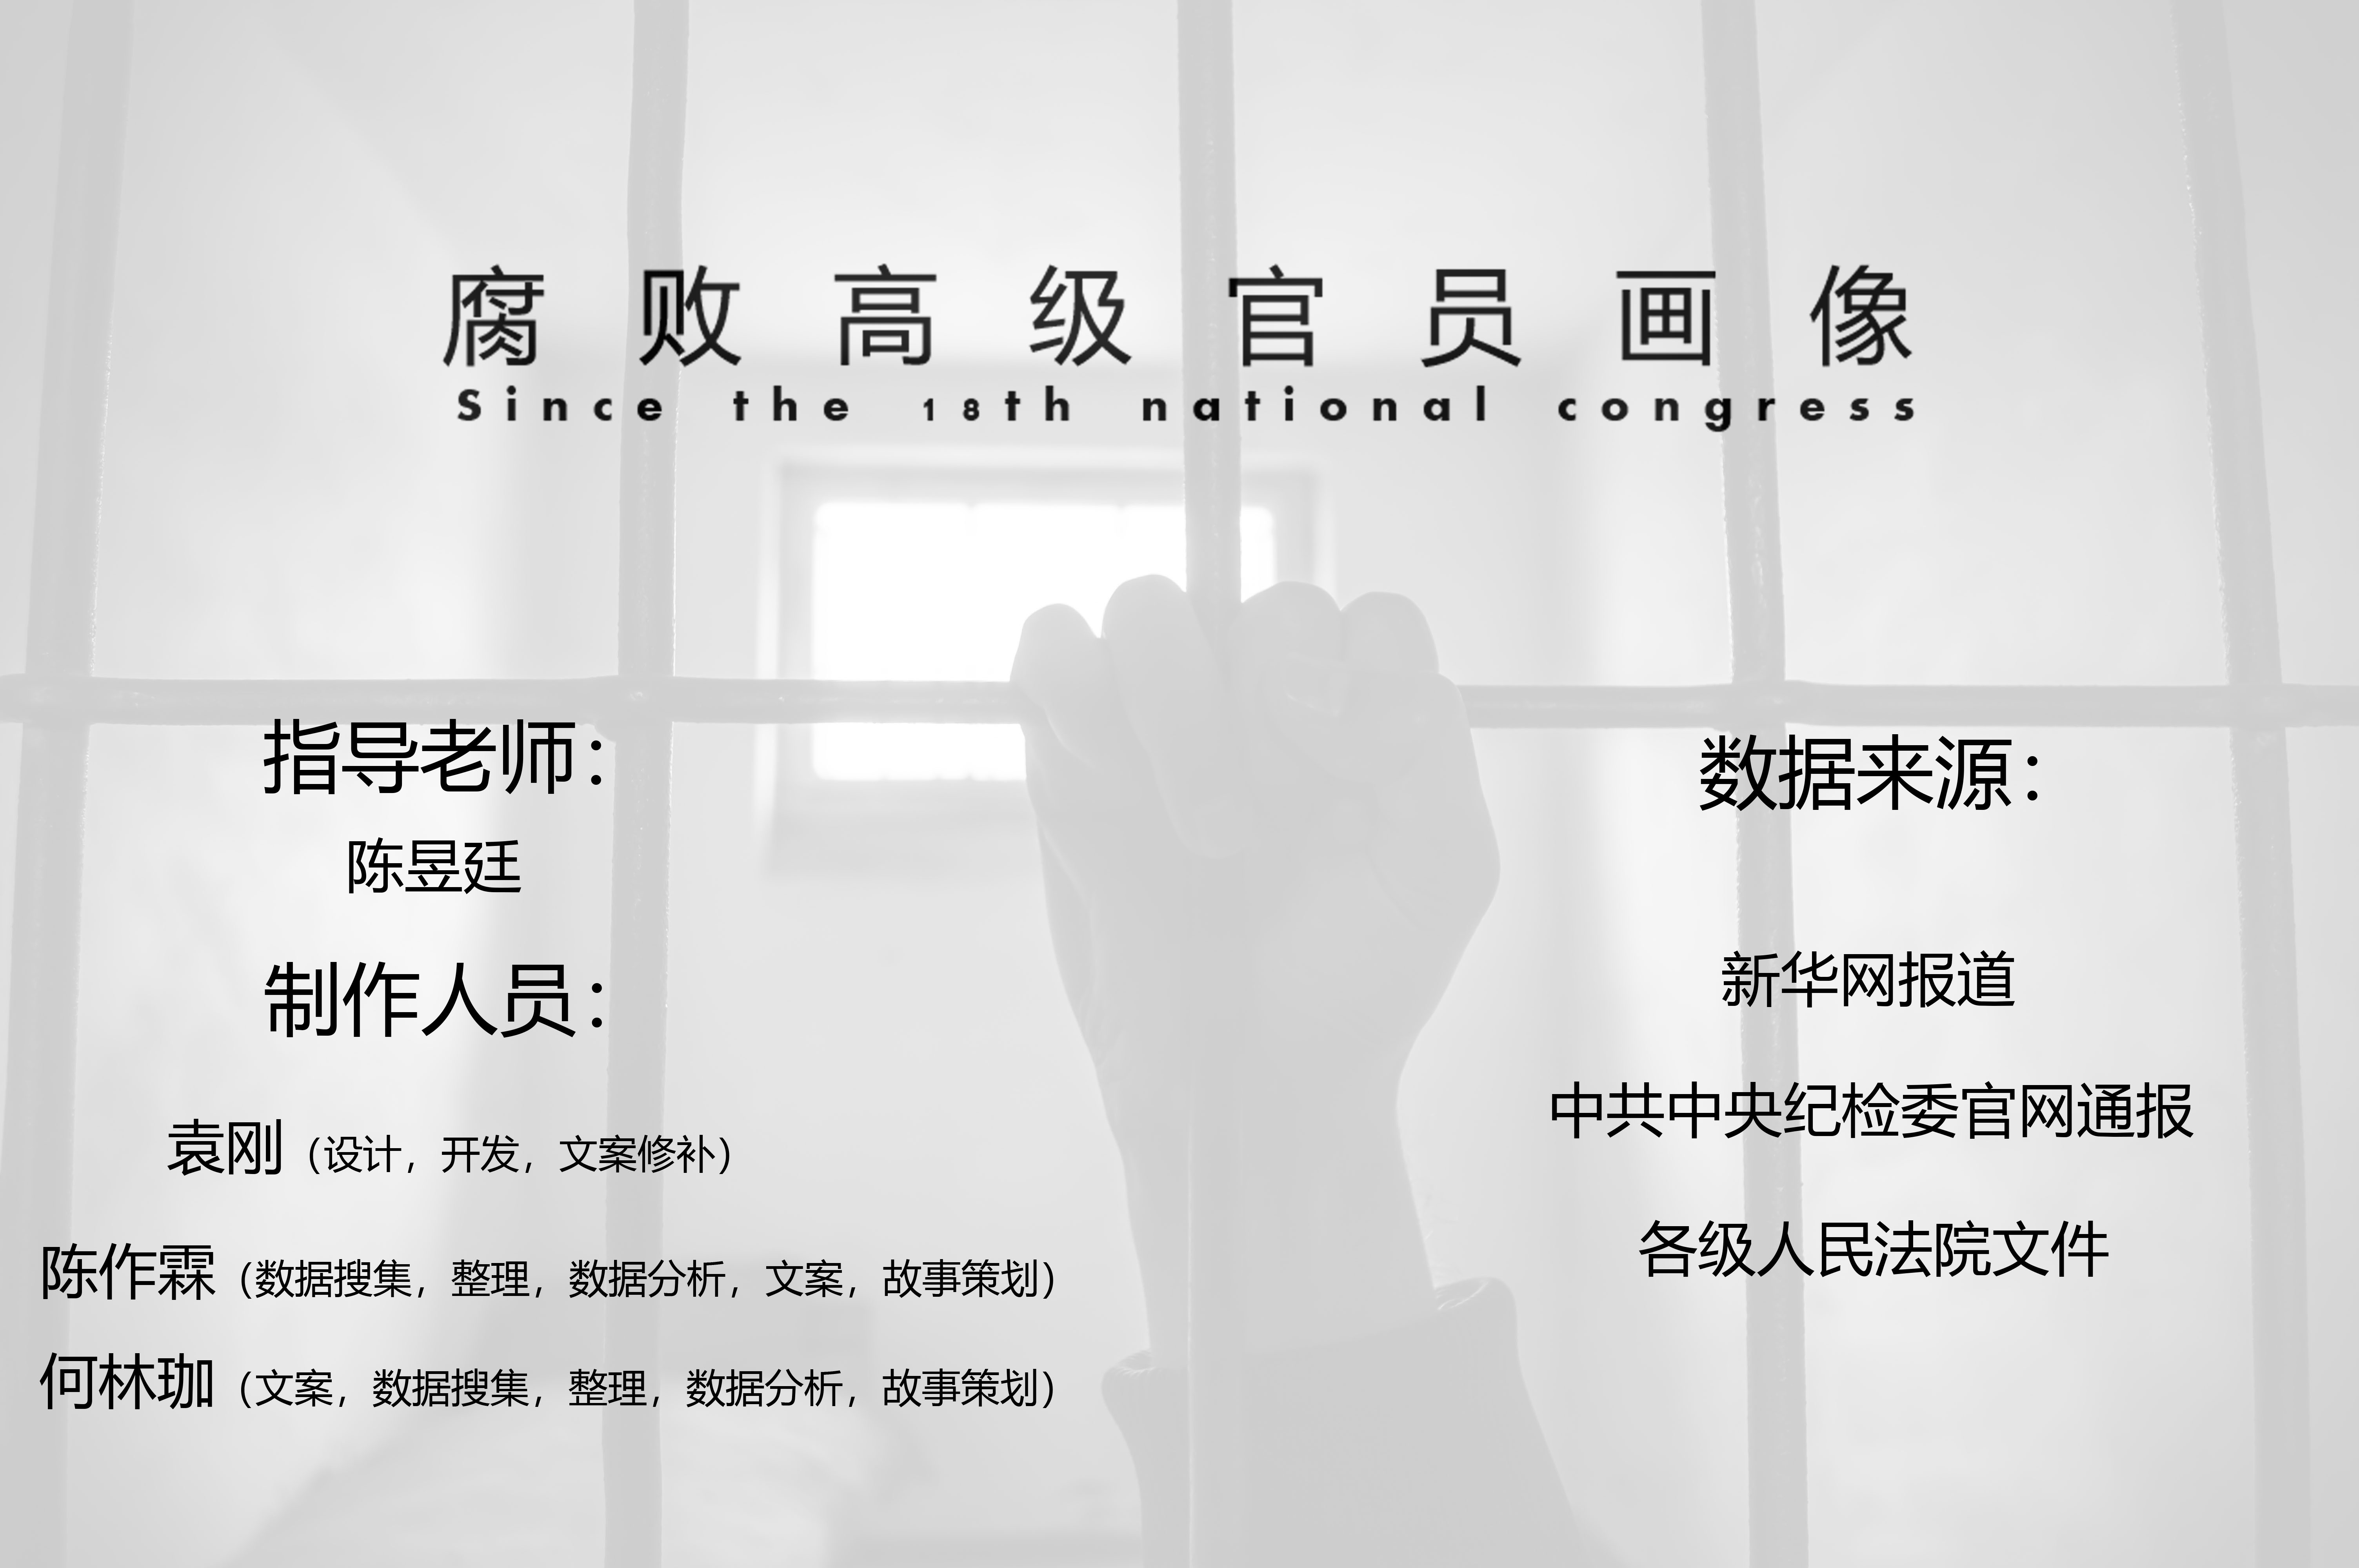 腐败高级官员画像
Since the 18th national congress
指导老师：
陈昱廷
制作人员：
袁刚（设计，开发，文案修补）
陈作霖（数据搜集，整理，数据分析，文案，故事策划）
何林珈（文案，数据搜集，整理，数据分析，故事策划）
数据来源：
新华网报道
中共中央纪检委官网通报
各级人民法院文件